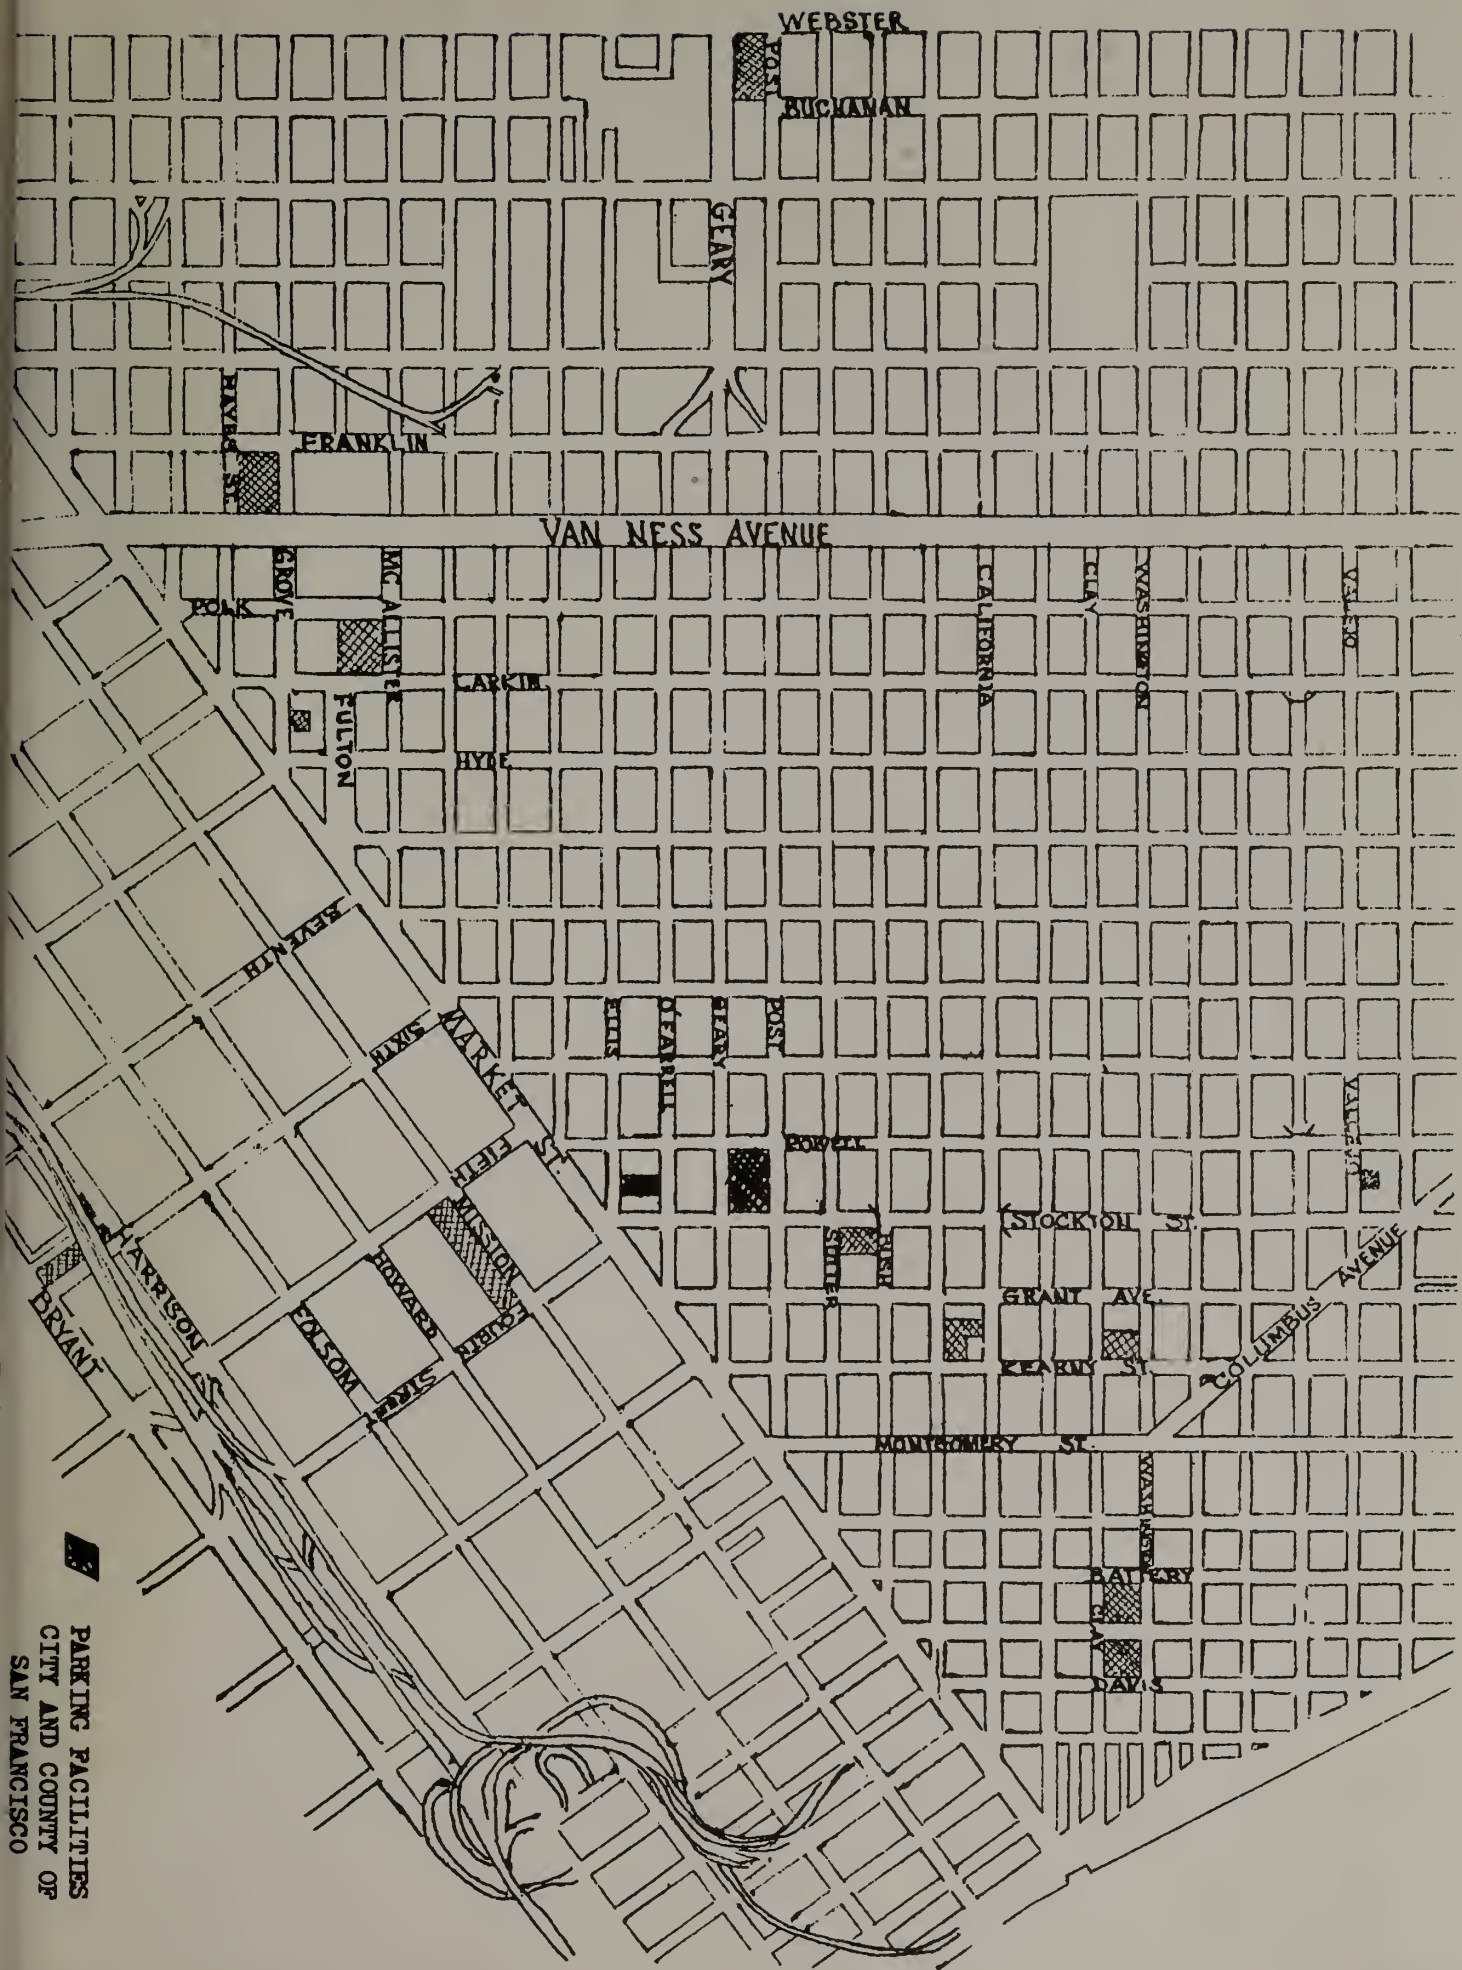 WEBSTER
POST
BUCHANAN
GEARY
HAYES ST.
FRANKLIN
VAN NESS AVENUE
GROVE
MC ALLISTER
CALIFORNIA
CLAY
WASHINGTON
VALLEJO
POLK
LARKIN
FULTON
HYDE
SEVENTH
SIXTH
MARKET ST.
ELLIS
O'FARRELL
GEARY
POST
VALLEJO
POWELL
FIFTH
MISSION
STOCKTON ST.
SUTTER
BUSH
HARRISON
HOWARD
BRYANT
FOLSOM
FOURTH
STREET
GRANT AVE.
COLUMBUS AVENUE
KEARNY ST.
MONTGOMERY ST.
WASHINGTON
BATTERY
CLAY
DAVIS
PARKING FACILITIES
CITY AND COUNTY OF
SAN FRANCISCO